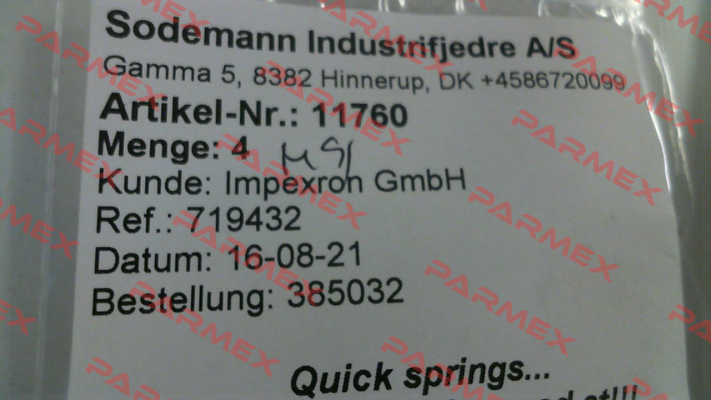 Sodemann Industrifjedre A/S
Gamma 5, 8382 Hinnerup, DK +4586720099
Artikel-Nr.: 11760
Menge: 4
Kunde: Impexron GmbH
Ref.: 719432
Datum: 16-08-21
Bestellung: 385032
Quick springs...
PARMEX